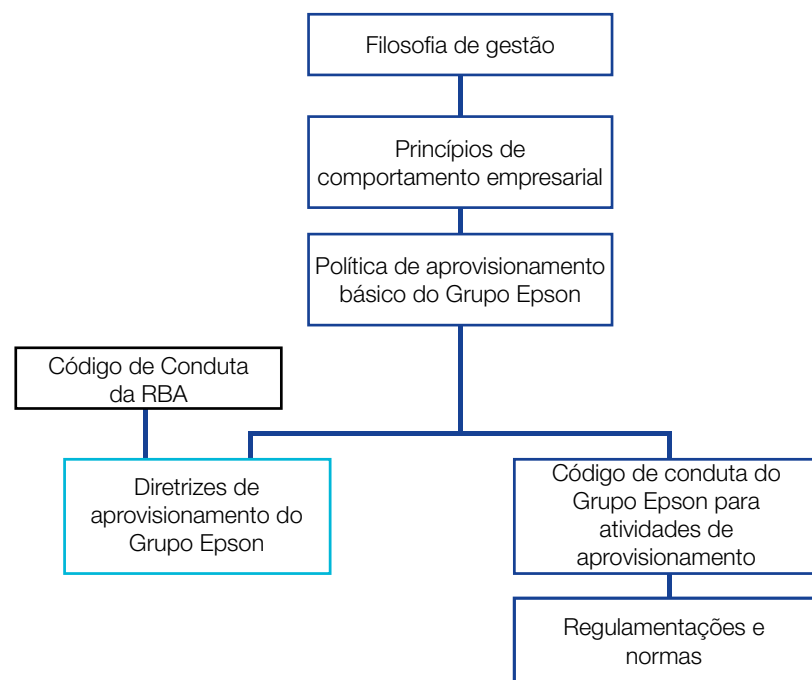 Filosofia de gestão
Princípios de
comportamento empresarial
Política de aprovisionamento
básico do Grupo Epson
Código de Conduta
da RBA
Diretrizes de
aprovisionamento do
Grupo Epson
Código de conduta do
Grupo Epson para
atividades de
aprovisionamento
Regulamentações e
normas